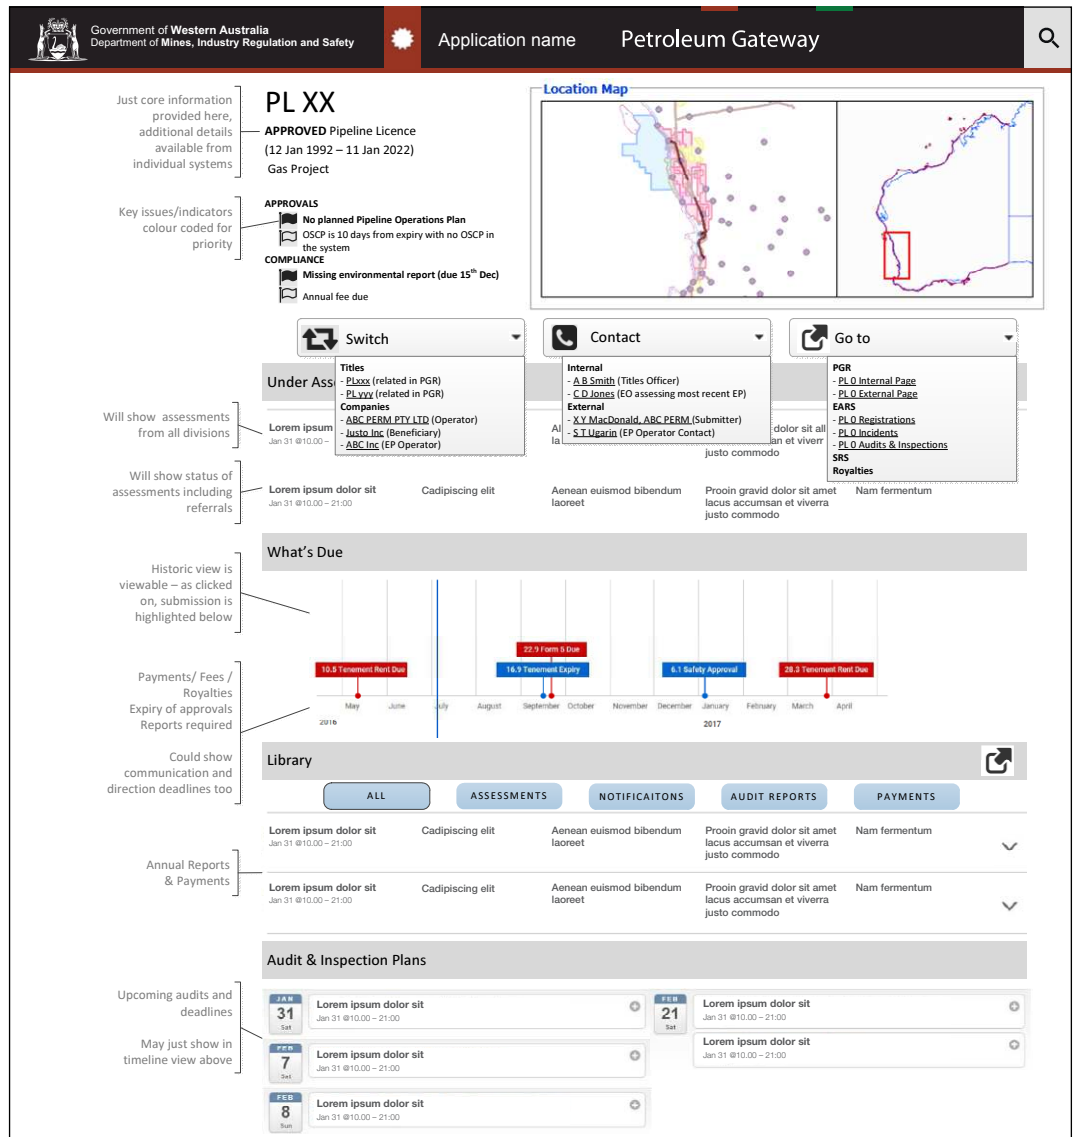 Government of Western Australia
Department of Mines, Industry Regulation and Safety
Application name
Petroleum Gateway
Just core information
provided here,
additional details
available from
individual systems
PL XX
APPROVED Pipeline Licence
(12 Jan 1992 – 11 Jan 2022)
Gas Project
Location Map
Key issues/indicators
colour coded for
priority
APPROVALS
No planned Pipeline Operations Plan
OSCP is 10 days from expiry with no OSCP in
the system
COMPLIANCE
Missing environmental report (due 15th Dec)
Annual fee due
Switch
Titles
- PLxxx (related in PGR)
- PL yyy (related in PGR)
Companies
- ABC PERM PTY LTD (Operator)
- Justo Inc (Beneficiary)
- ABC Inc (EP Operator)
Contact
Internal
- A B Smith (Titles Officer)
- C D Jones (EO assessing most recent EP)
External
- X Y MacDonald, ABC PERM (Submitter)
- S T Ugarin (EP Operator Contact)
Go to
PGR
- PL 0 Internal Page
- PL 0 External Page
EARS
- PL 0 Registrations
- PL 0 Incidents
- PL 0 Audits & Inspections
SRS
Royalties
Under Ass
Will show assessments
from all divisions
Lorem ipsum
Jan 31 @10.00 –
dolor sit
an et viverr
justo commodo
Will show status of
assessments including
referrals
Lorem ipsum dolor sit
Jan 31 @10.00 – 21:00
Cadipiscing elit
Aenean euismod bibendum
laoreet
Prooin gravid dolor sit amet
lacus accumsan et viverra
justo commodo
Nam fermentum
What's Due
Historic view is
viewable – as clicked
on, submission is
highlighted below
22.9 Form 5 Due
10.5 Tenement Rent Due
16.9 Tenement Expiry
6.1 Safety Approval
28.3 Tenement Rent Due
May June July August September October November December January February March April
2016 2017
Payments/ Fees /
Royalties
Expiry of approvals
Reports required
Could show
communication and
direction deadlines too
Library
ALL
ASSESSMENTS
NOTIFICAITONS
AUDIT REPORTS
PAYMENTS
Lorem ipsum dolor sit
Jan 31 @10.00 – 21:00
Cadipiscing elit
Aenean euismod bibendum
laoreet
Prooin gravid dolor sit amet
lacus accumsan et viverra
justo commodo
Nam fermentum
Annual Reports
& Payments
Lorem ipsum dolor sit
Jan 31 @10.00 – 21:00
Cadipiscing elit
Aenean euismod bibendum
laoreet
Prooin gravid dolor sit amet
lacus accumsan et viverra
justo commodo
Nam fermentum
Audit & Inspection Plans
Upcoming audits and
deadlines
May just show in
timeline view above
JAN
31
Sat
Lorem ipsum dolor sit
Jan 31 @10.00 – 21:00
FEB
7
Sat
Lorem ipsum dolor sit
Jan 31 @10.00 – 21:00
FEB
8
Sun
Lorem ipsum dolor sit
Jan 31 @10.00 – 21:00
FEB
21
Sat
Lorem ipsum dolor sit
Jan 31 @10.00 – 21:00
Lorem ipsum dolor sit
Jan 31 @10.00 – 21:00